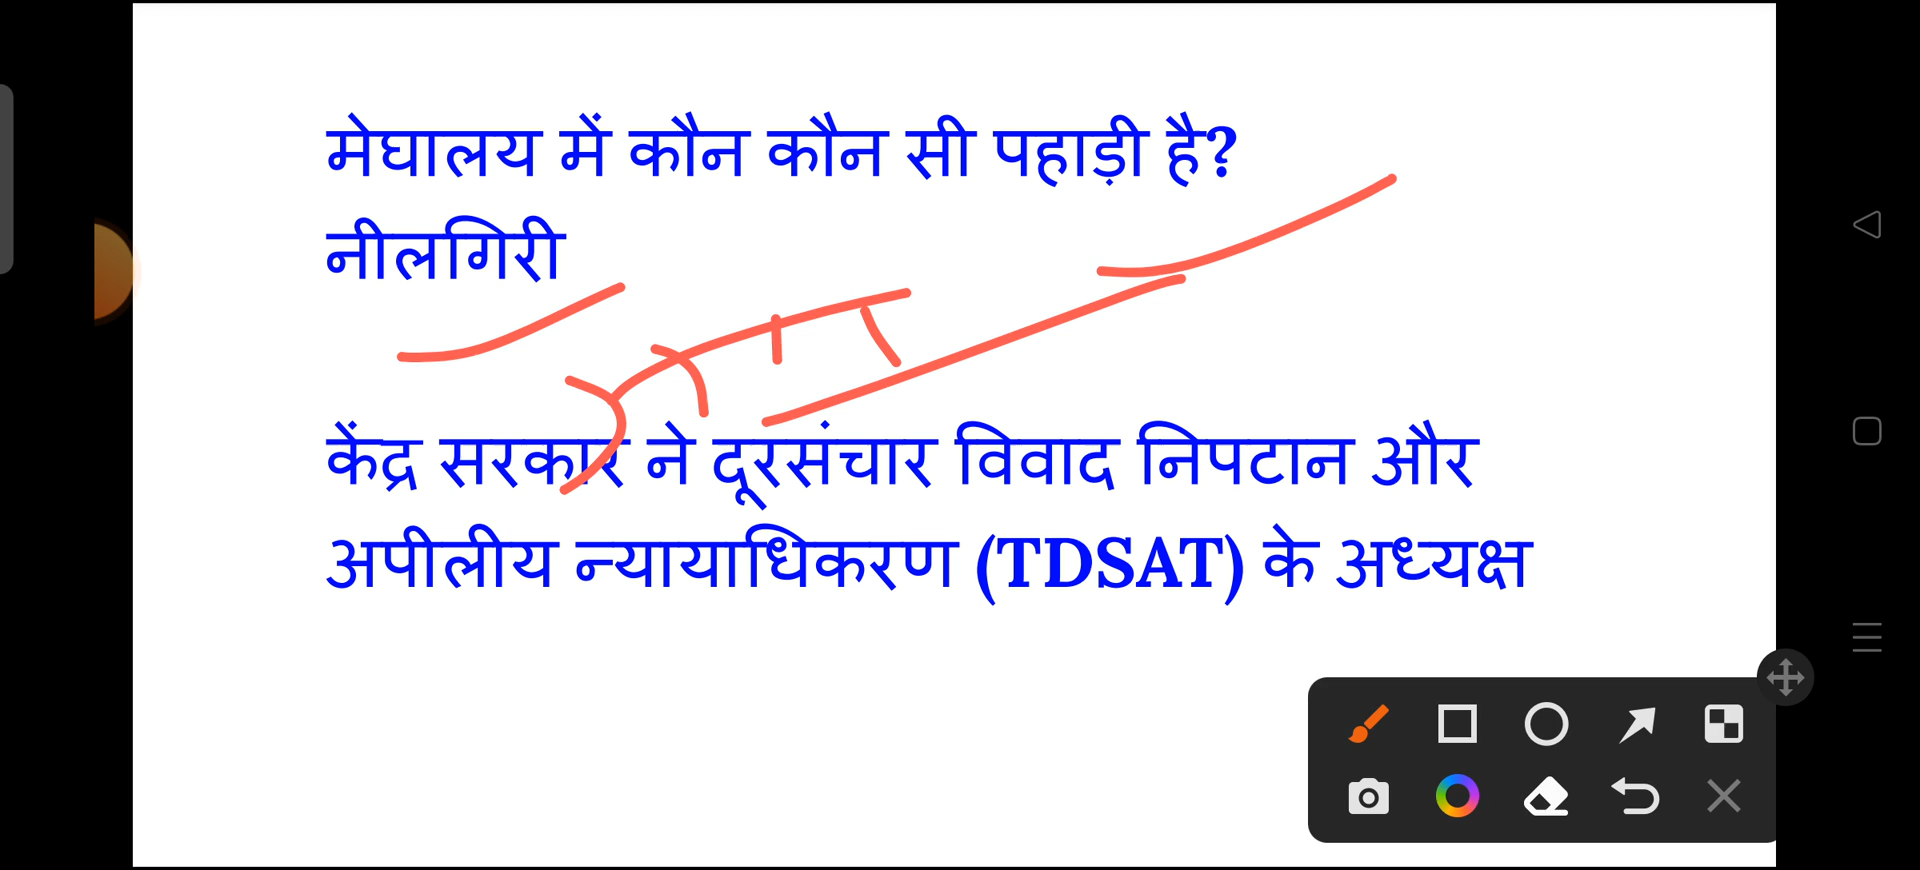 मेघालय में कौन कौन सी पहाड़ी है?
नीलगिरी
केंद्र सरकार ने दूरसंचार विवाद निपटान और
अपीलीय न्यायाधिकरण (TDSAT) के अध्यक्ष